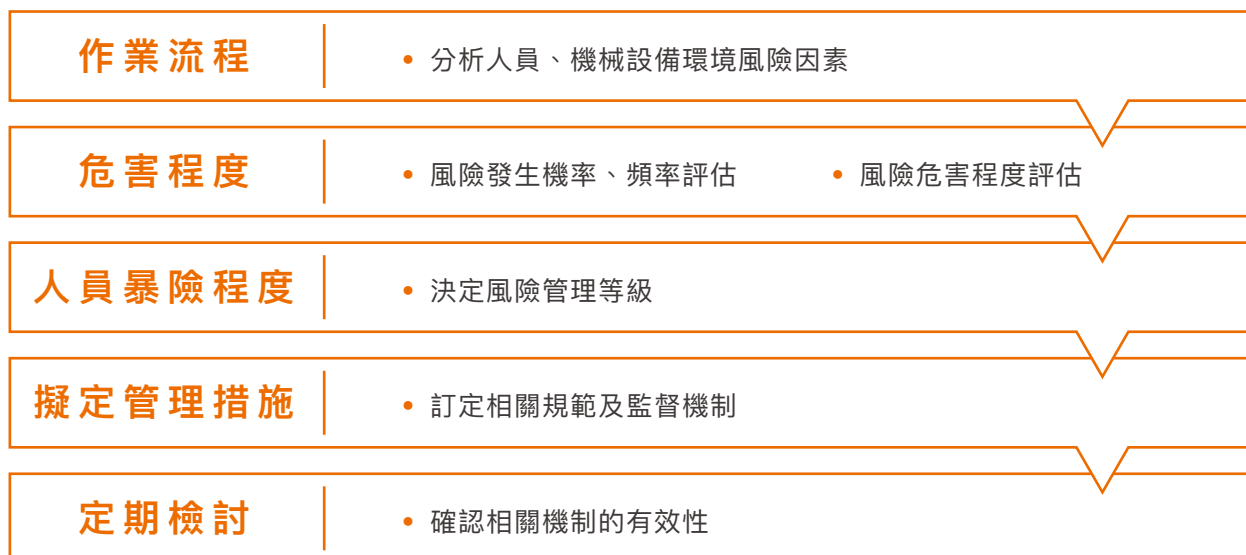 作業流程
• 分析人員、機械設備環境風險因素
危害程度
• 風險發生機率、頻率評估 • 風險危害程度評估
人員暴險程度
• 決定風險管理等級
擬定管理措施
• 訂定相關規範及監督機制
定期檢討
• 確認相關機制的有效性